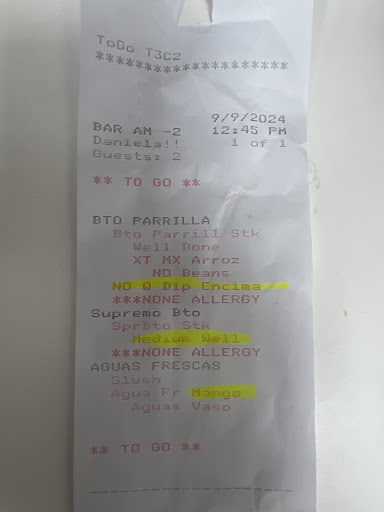 ToGo T3C2
********************
9/9/2024
BAR AM -2 12:45 PM
Daniela!! 1 of 1
Guests: 2
** TO GO **
BTO PARRILLA
Bto Parrill Stk
Well Done
XT MX Arroz
NO Beans
NO Q Dip Encima
***NONE ALLERGY
Supremo Bto
SprBto Stk
Medium Well
***NONE ALLERGY
AGUAS FRESCAS
Slush
Agua Fr Mango
Aguas Vaso
** TO GO **